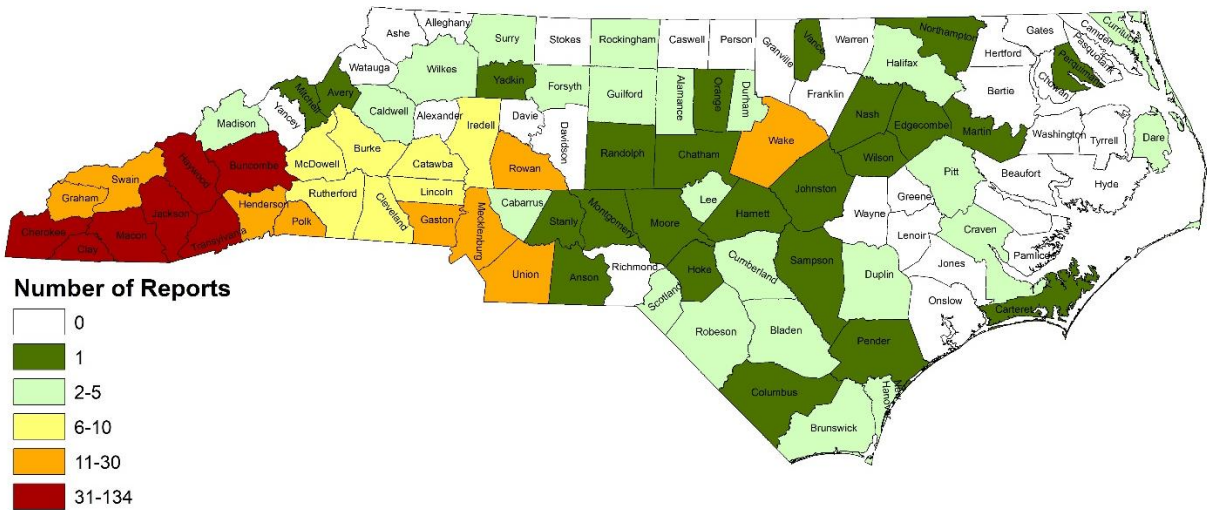 Alleghany
Ashe
Surry
Stokes
Rockingham
Caswell
Person
Granville
Vance
Warren
Northampton
Gates
Hertford
Camden
Currituck
Pasquotank
Perquimans
Chowan
Watauga
Wilkes
Yadkin
Forsyth
Guilford
Alamance
Orange
Durham
Franklin
Halifax
Bertie
Mitchell
Avery
Yancey
Madison
Caldwell
Alexander
Iredell
Davie
Davidson
Randolph
Chatham
Wake
Nash
Edgecombel
Martin
Washington
Tyrrell
Dare
Haywood
Buncombe
McDowell
Burke
Catawba
Rowan
Wilson
Johnston
Pitt
Beaufort
Hyde
Swain
Graham
Rutherford
Lincoln
Cabarrus
Lee
Greene
Wayne
Jackson
Henderson
Polk
Cleveland
Gaston
Mecklenburg
Stanly
Montgomery
Moore
Harnett
Lenoir
Craven
Pamlico
Cherokee
Clay
Macon
Transylvania
Union
Anson
Richmond
Scotland
Hoke
Cumberland
Sampson
Duplin
Jones
Onslow
Carteret
Robeson
Bladen
Pender
Columbus
Brunswick
New
Hanover
Number of Reports
0
1
2-5
6-10
11-30
31-134